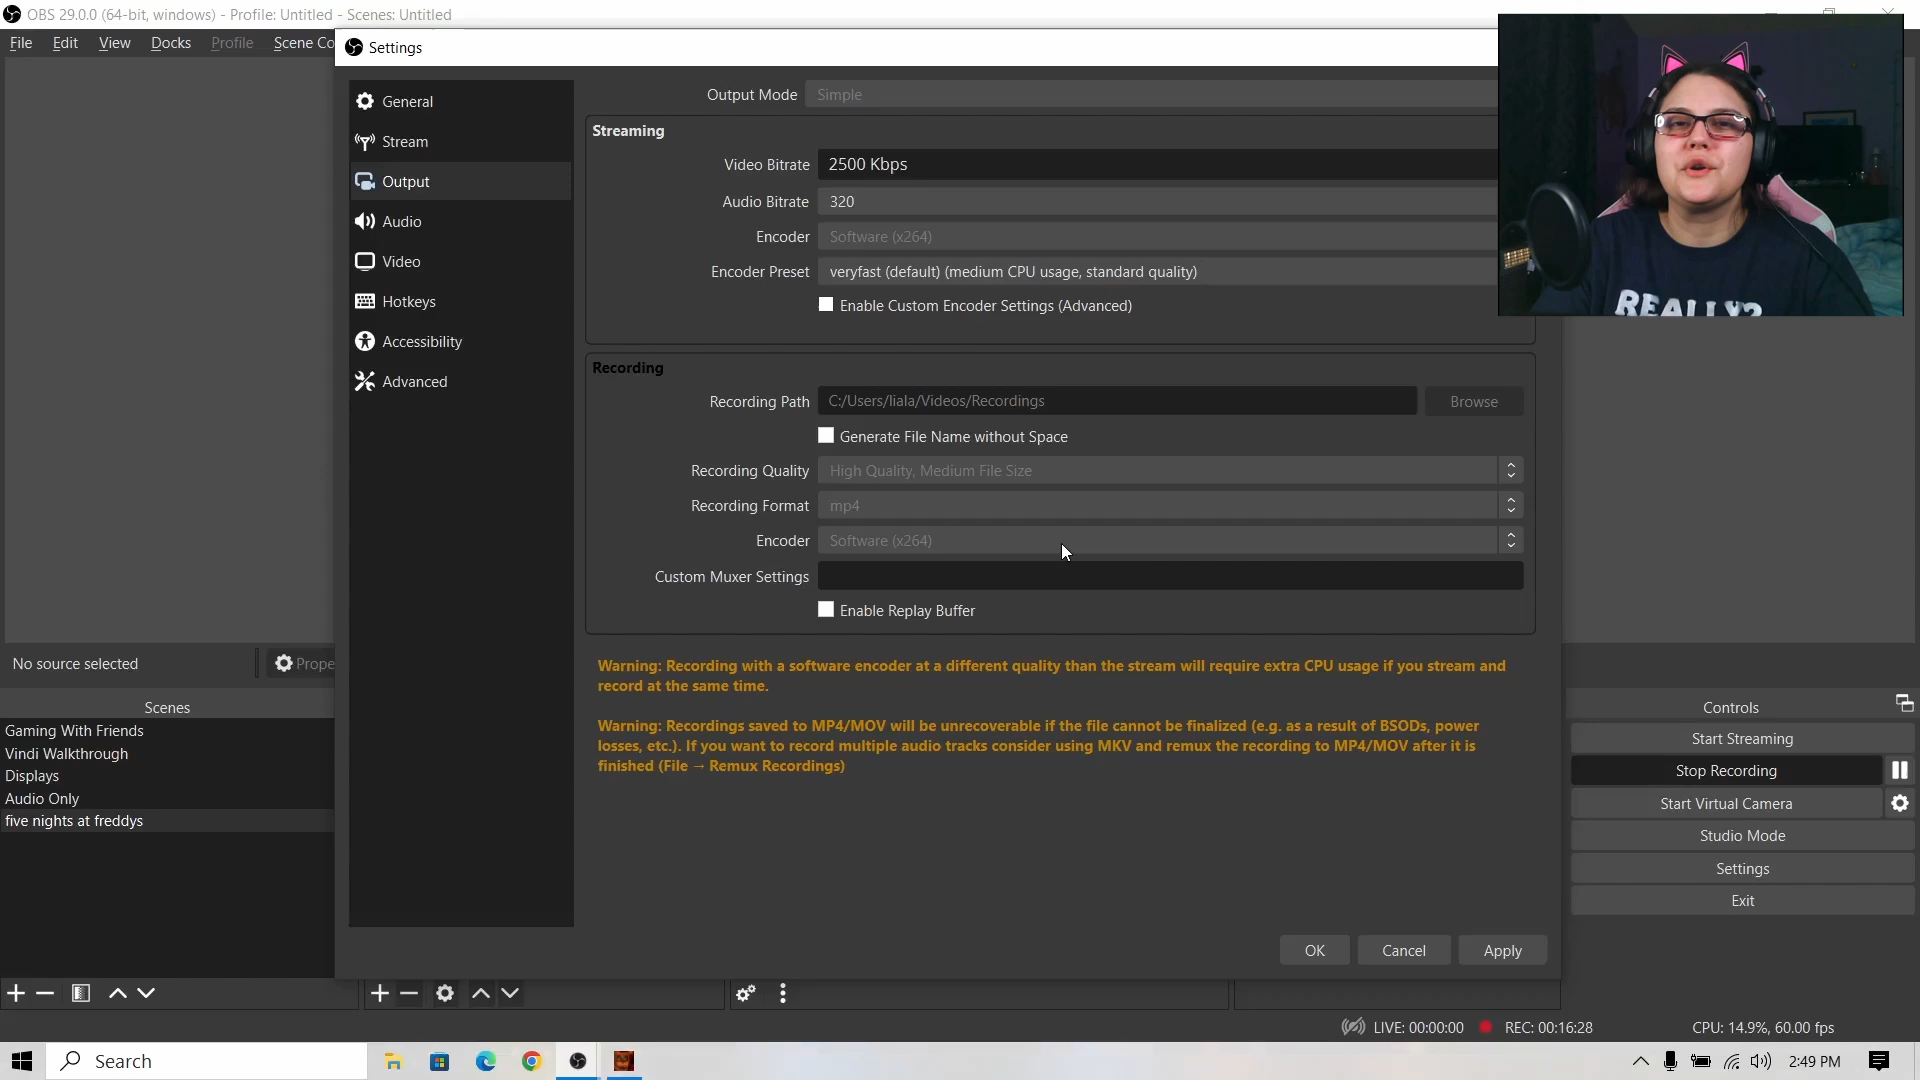 OBS 29.0.0 (64-bit, windows) - Profile: Untitled - Scenes: Untitled
File Edit View Docks Profile Scene Co
Settings
General
Stream
Output
Audio
Video
Hotkeys
Accessibility
Advanced
Output Mode Simple
Streaming
Video Bitrate 2500 Kbps
Audio Bitrate 320
Encoder Software (x264)
Encoder Preset veryfast (default) (medium CPU usage, standard quality)
Enable Custom Encoder Settings (Advanced)
REALLY?
Recording
Recording Path C:/Users/liala/Videos/Recordings Browse
Generate File Name without Space
Recording Quality High Quality, Medium File Size
Recording Format mp4
Encoder Software (x264)
Custom Muxer Settings
Enable Replay Buffer
Warning: Recording with a software encoder at a different quality than the stream will require extra CPU usage if you stream and
record at the same time.
Warning: Recordings saved to MP4/MOV will be unrecoverable if the file cannot be finalized (e.g. as a result of BSODs, power
losses, etc.). If you want to record multiple audio tracks consider using MKV and remux the recording to MP4/MOV after it is
finished (File → Remux Recordings)
OK Cancel Apply
No source selected Prope
Scenes
Gaming With Friends
Vindi Walkthrough
Displays
Audio Only
five nights at freddys
Controls
Start Streaming
Stop Recording
Start Virtual Camera
Studio Mode
Settings
Exit
LIVE: 00:00:00 REC: 00:16:28 CPU: 14.9%, 60.00 fps
Search 2:49 PM